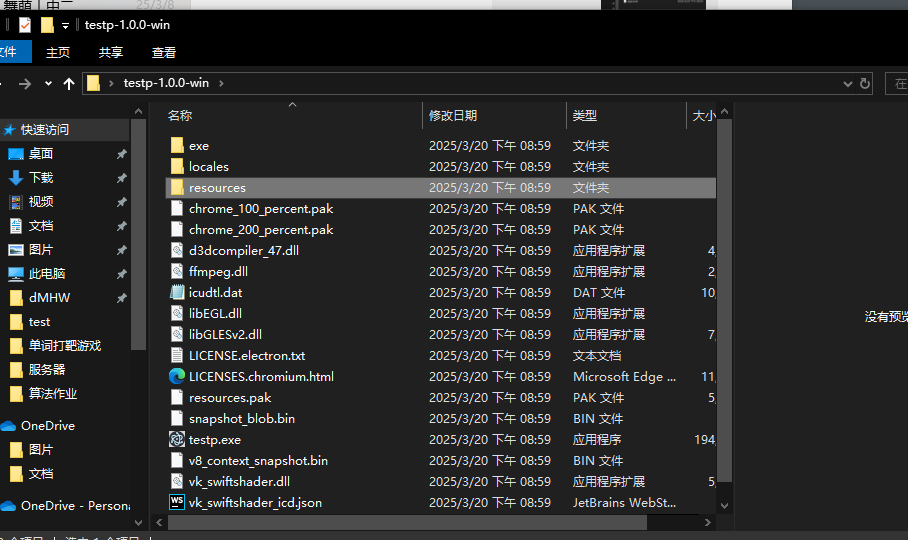 舞萌 | 中二
25/3/8
testp-1.0.0-win
文件 主页 共享 查看
testp-1.0.0-win
在
名称 修改日期 类型 大小
快速访问
桌面
下载
视频
文档
图片
此电脑
dMHW
test
单词打靶游戏
服务器
算法作业
OneDrive
图片
文档
OneDrive - Persona
exe 2025/3/20 下午 08:59 文件夹
locales 2025/3/20 下午 08:59 文件夹
resources 2025/3/20 下午 08:59 文件夹
chrome_100_percent.pak 2025/3/20 下午 08:59 PAK 文件
chrome_200_percent.pak 2025/3/20 下午 08:59 PAK 文件
d3dcompiler_47.dll 2025/3/20 下午 08:59 应用程序扩展 4,
ffmpeg.dll 2025/3/20 下午 08:59 应用程序扩展 2,
icudtl.dat 2025/3/20 下午 08:59 DAT 文件 10,
libEGL.dll 2025/3/20 下午 08:59 应用程序扩展
libGLESv2.dll 2025/3/20 下午 08:59 应用程序扩展 7,
LICENSE.electron.txt 2025/3/20 下午 08:59 文本文档
LICENSES.chromium.html 2025/3/20 下午 08:59 Microsoft Edge ... 11,
resources.pak 2025/3/20 下午 08:59 PAK 文件 5,
snapshot_blob.bin 2025/3/20 下午 08:59 BIN 文件
testp.exe 2025/3/20 下午 08:59 应用程序 194,
v8_context_snapshot.bin 2025/3/20 下午 08:59 BIN 文件
vk_swiftshader.dll 2025/3/20 下午 08:59 应用程序扩展 5,
WS vk_swiftshader_icd.json 2025/3/20 下午 08:59 JetBrains WebSt...
没有预览